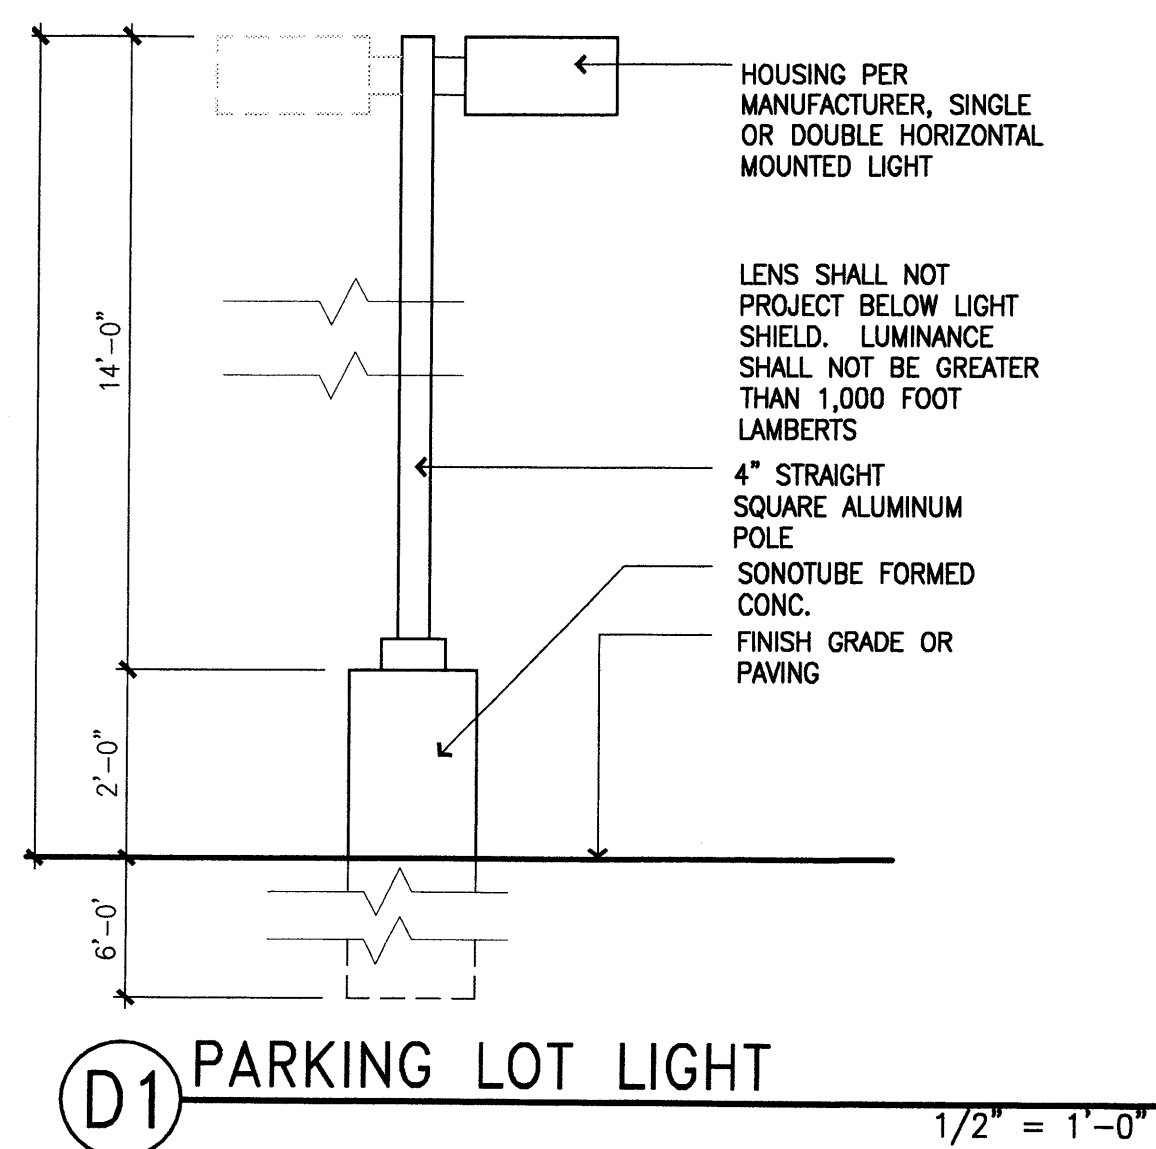 HOUSING PER
MANUFACTURER, SINGLE
OR DOUBLE HORIZONTAL
MOUNTED LIGHT
LENS SHALL NOT
PROJECT BELOW LIGHT
SHIELD. LUMINANCE
SHALL NOT BE GREATER
THAN 1,000 FOOT
LAMBERTS
14'-0"
4" STRAIGHT
SQUARE ALUMINUM
POLE
SONOTUBE FORMED
CONC.
FINISH GRADE OR
PAVING
2'-0"
6'-0'
D1
PARKING LOT LIGHT
1/2" = 1'-0"